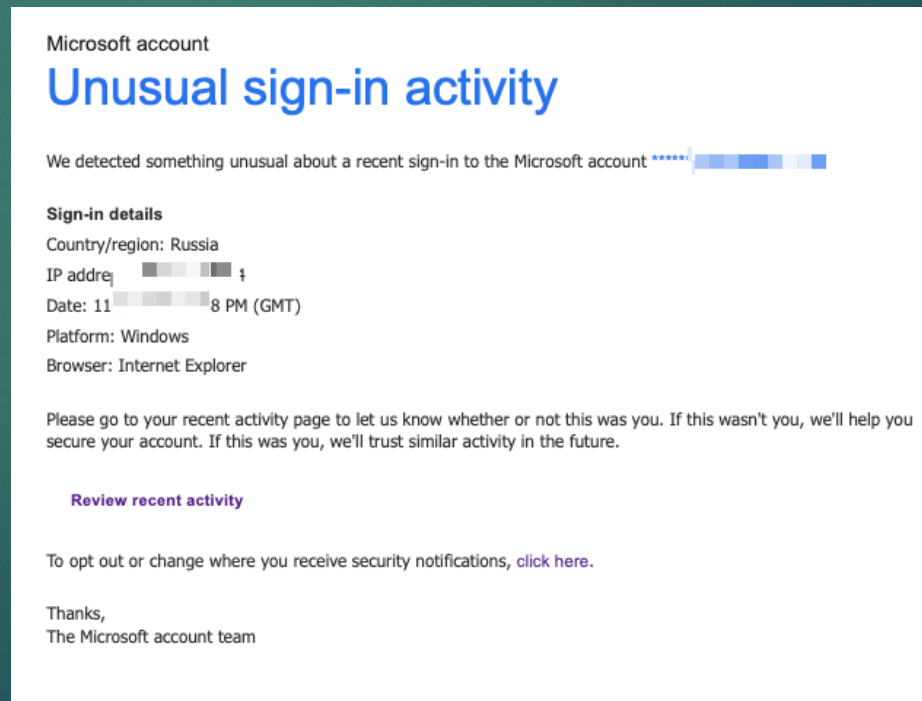 Microsoft account
Unusual sign-in activity
We detected something unusual about a recent sign-in to the Microsoft account *****
Sign-in details
Country/region: Russia
IP addre
Date: 11 8 PM (GMT)
Platform: Windows
Browser: Internet Explorer
Please go to your recent activity page to let us know whether or not this was you. If this wasn't you, we'll help you
secure your account. If this was you, we'll trust similar activity in the future.
Review recent activity
To opt out or change where you receive security notifications, click here.
Thanks,
The Microsoft account team